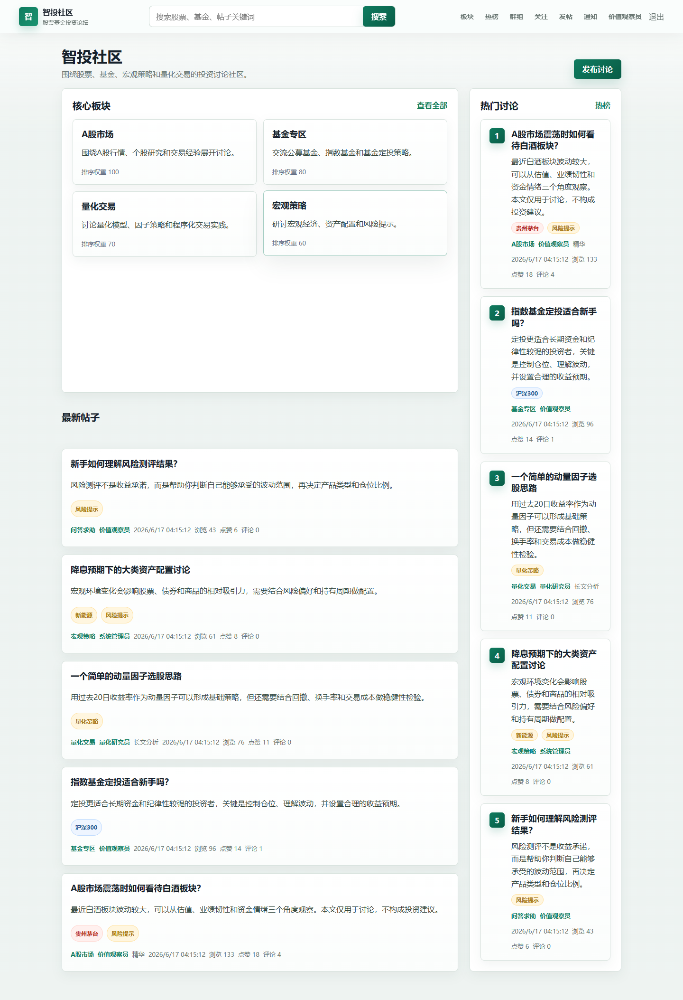 智
智投社区
股票基金投资论坛
搜索股票、基金、帖子关键词
搜索
板块 热榜 群组 关注 发帖 通知 价值观察员 退出
智投社区
围绕股票、基金、宏观策略和量化交易的投资讨论社区。
发布讨论
核心板块
查看全部
A股市场
围绕A股行情、个股研究和交易经验展开讨论。
排序权重 100
基金专区
交流公募基金、指数基金和基金定投策略。
排序权重 80
量化交易
讨论量化模型、因子策略和程序化交易实践。
排序权重 70
宏观策略
研讨宏观经济、资产配置和风险提示。
排序权重 60
最新帖子
新手如何理解风险测评结果？
风险测评不是收益承诺，而是帮助你判断自己能够承受的波动范围，再决定产品类型和仓位比例。
风险提示
问答求助 价值观察员 2026/6/17 04:15:12 浏览 43 点赞 6 评论 0
降息预期下的大类资产配置讨论
宏观环境变化会影响股票、债券和商品的相对吸引力，需要结合风险偏好和持有周期做配置。
新能源 风险提示
宏观策略 系统管理员 2026/6/17 04:15:12 浏览 61 点赞 8 评论 0
一个简单的动量因子选股思路
用过去20日收益率作为动量因子可以形成基础策略，但还需要结合回撤、换手率和交易成本做稳健性检验。
量化策略
量化交易 量化研究员 长文分析 2026/6/17 04:15:12 浏览 76 点赞 11 评论 0
指数基金定投适合新手吗？
定投更适合长期资金和纪律性较强的投资者，关键是控制仓位、理解波动，并设置合理的收益预期。
沪深300
基金专区 价值观察员 2026/6/17 04:15:12 浏览 96 点赞 14 评论 1
A股市场震荡时如何看待白酒板块？
最近白酒板块波动较大，可以从估值、业绩韧性和资金情绪三个角度观察。本文仅用于讨论，不构成投资建议。
贵州茅台 风险提示
A股市场 价值观察员 精华 2026/6/17 04:15:12 浏览 133 点赞 18 评论 4
热门讨论
热榜
1
A股市场震荡时如何看
待白酒板块？
最近白酒板块波动较大，
可以从估值、业绩韧性和
资金情绪三个角度观察。
本文仅用于讨论，不构成
投资建议。
贵州茅台 风险提示
A股市场 价值观察员 精华
2026/6/17 04:15:12 浏览 133
点赞 18 评论 4
2
指数基金定投适合新手
吗？
定投更适合长期资金和纪
律性较强的投资者，关键
是控制仓位、理解波动，
并设置合理的收益预期。
沪深300
基金专区 价值观察员
2026/6/17 04:15:12 浏览 96
点赞 14 评论 1
3
一个简单的动量因子选
股思路
用过去20日收益率作为动
量因子可以形成基础策
略，但还需要结合回撤、
换手率和交易成本做稳健
性检验。
量化策略
量化交易 量化研究员 长文分析
2026/6/17 04:15:12 浏览 76
点赞 11 评论 0
4
降息预期下的大类资产
配置讨论
宏观环境变化会影响股
票、债券和商品的相对吸
引力，需要结合风险偏好
和持有周期做配置。
新能源 风险提示
宏观策略 系统管理员
2026/6/17 04:15:12 浏览 61
点赞 8 评论 0
5
新手如何理解风险测评
结果？
风险测评不是收益承诺，
而是帮助你判断自己能够
承受的波动范围，再决定
产品类型和仓位比例。
风险提示
问答求助 价值观察员
2026/6/17 04:15:12 浏览 43
点赞 6 评论 0